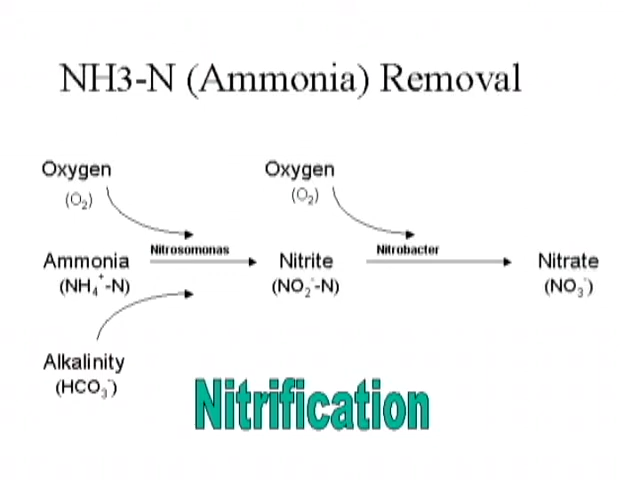 NH3-N (Ammonia) Removal
Oxygen
(O₂)
Oxygen
(O₂)
Nitrosomonas
Nitrobacter
Ammonia
(NH₄⁺-N)
Nitrite
(NO₂⁻-N)
Nitrate
(NO₃⁻)
Alkalinity
(HCO₃⁻)
Nitrification